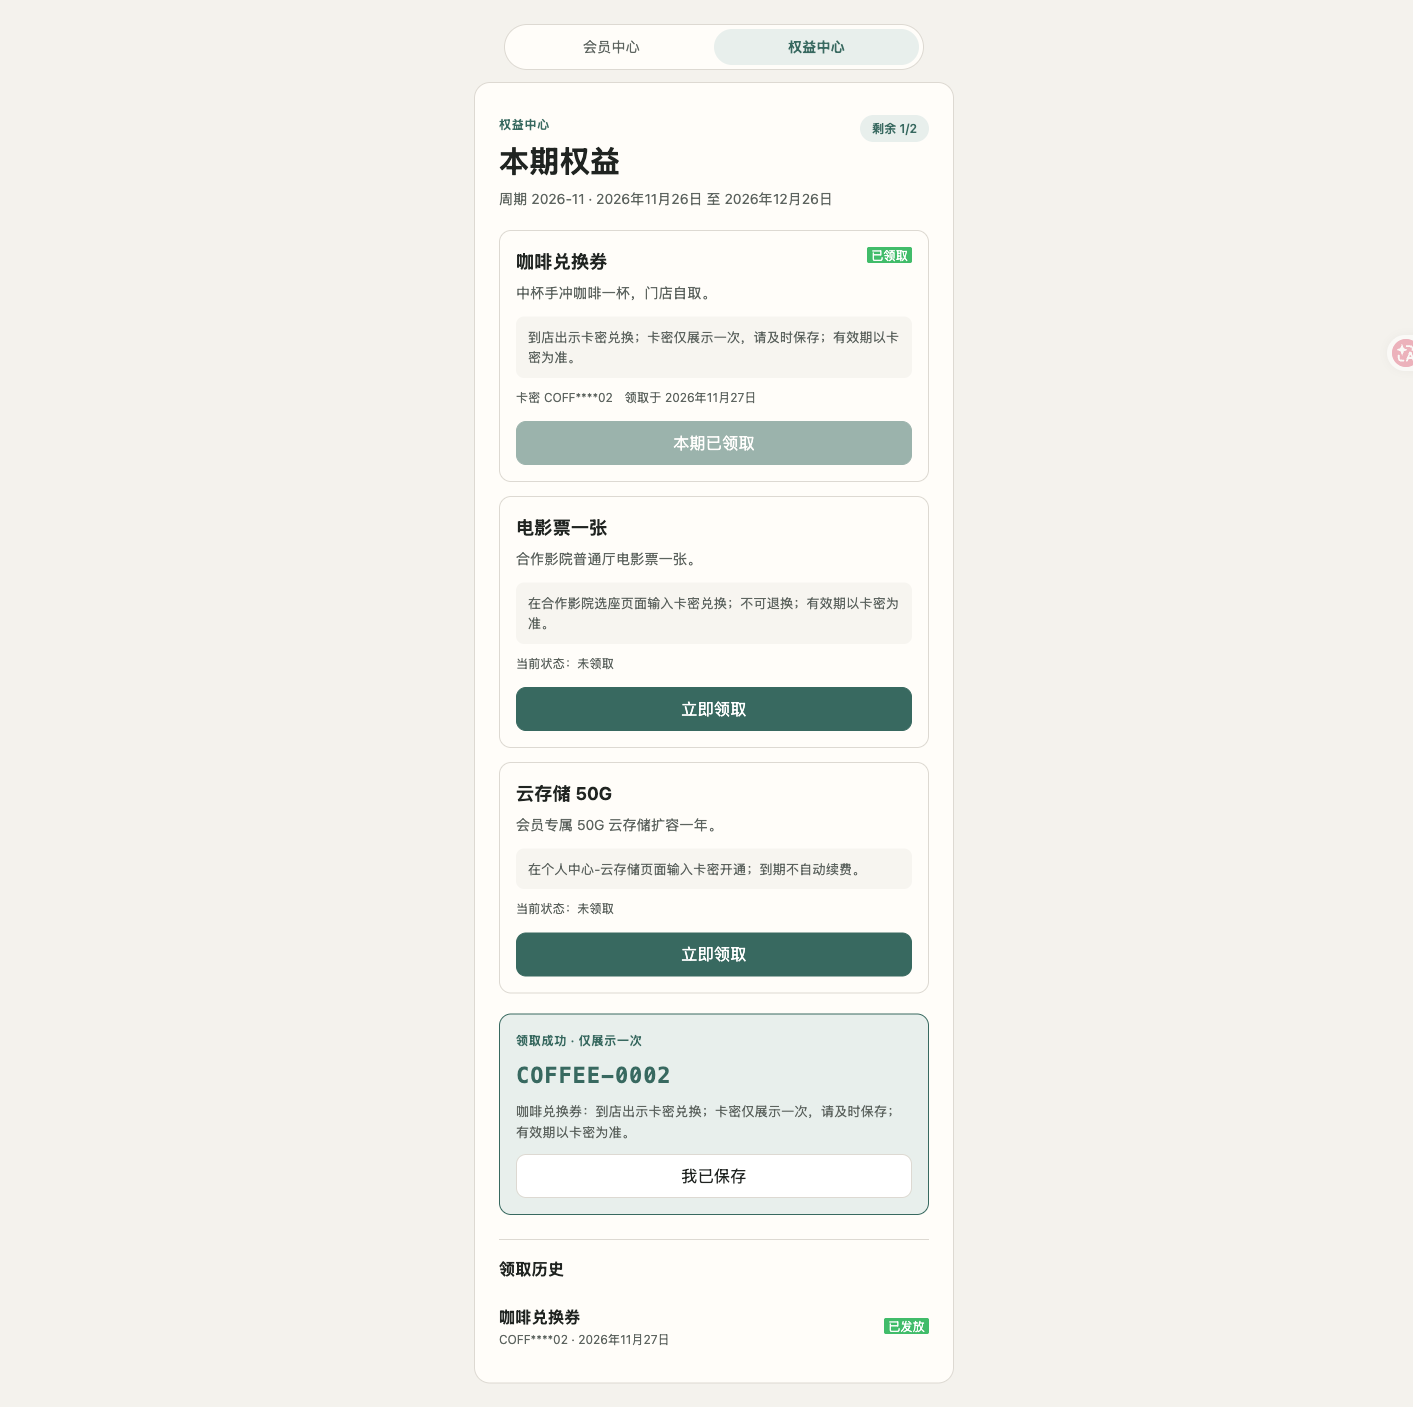 会员中心
权益中心
权益中心
剩余 1/2
本期权益
周期 2026-11 · 2026年11月26日 至 2026年12月26日
咖啡兑换券
已领取
中杯手冲咖啡一杯，门店自取。
到店出示卡密兑换；卡密仅展示一次，请及时保存；有效期以卡
密为准。
卡密 COFF****02 领取于 2026年11月27日
本期已领取
电影票一张
合作影院普通厅电影票一张。
在合作影院选座页面输入卡密兑换；不可退换；有效期以卡密为
准。
当前状态：未领取
立即领取
云存储 50G
会员专属 50G 云存储扩容一年。
在个人中心-云存储页面输入卡密开通；到期不自动续费。
当前状态：未领取
立即领取
领取成功 · 仅展示一次
COFFEE-0002
咖啡兑换券：到店出示卡密兑换；卡密仅展示一次，请及时保存；
有效期以卡密为准。
我已保存
领取历史
咖啡兑换券
COFF****02 · 2026年11月27日
已发放